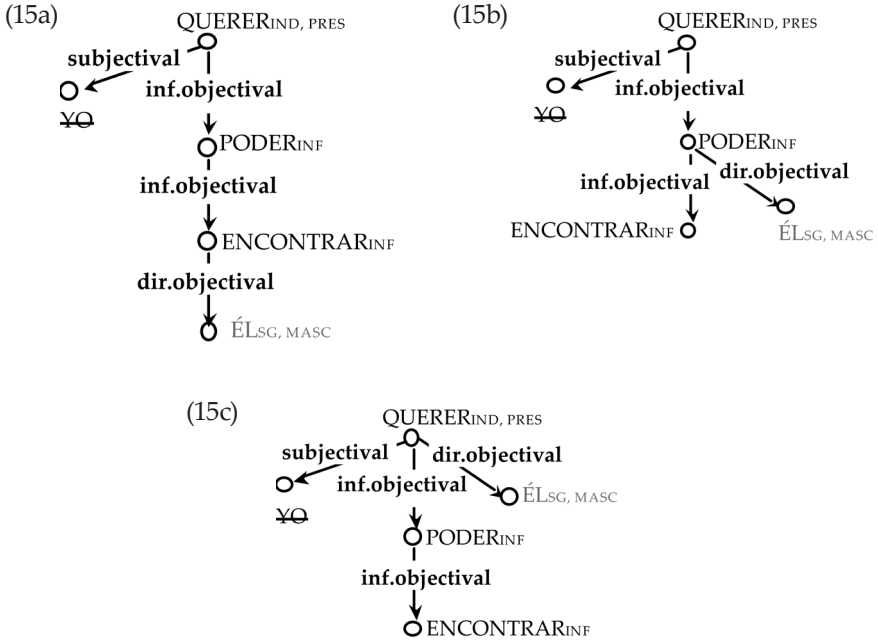 (15a)
QUERERIND, PRES
subjectival
inf.objectival
YO
PODERINF
inf.objectival
ENCONTRARINF
dir.objectival
ÉLSG, MASC
(15b)
QUERERIND, PRES
subjectival
inf.objectival
YO
PODERINF
dir.objectival
inf.objectival
ENCONTRARINF
ÉLSG, MASC
(15c)
QUERERIND, PRES
subjectival
dir.objectival
inf.objectival
ÉLSG, MASC
YO
PODERINF
inf.objectival
ENCONTRARINF